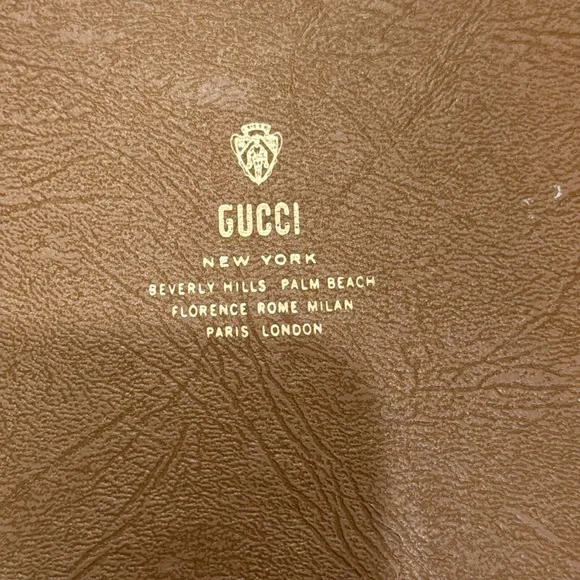 GUCCI
NEW YORK
BEVERLY HILLS PALM BEACH
FLORENCE ROME MILAN
PARIS LONDON